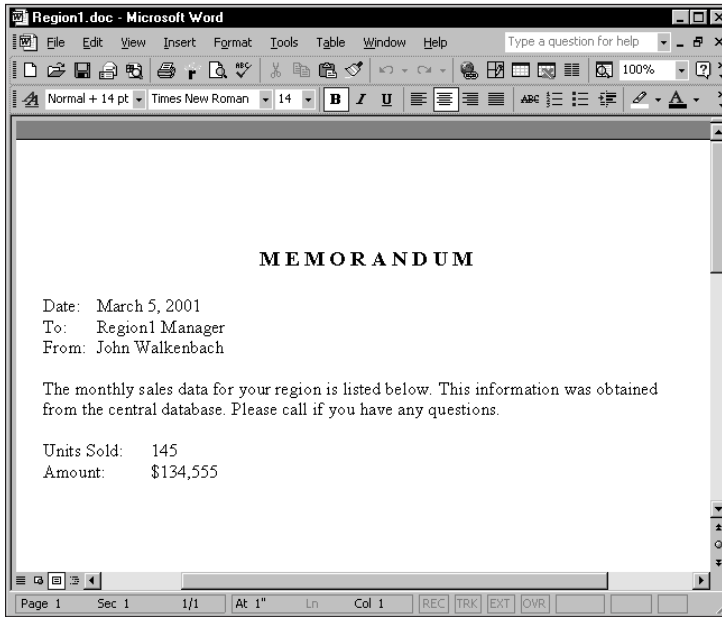 Region1.doc - Microsoft Word
File Edit View Insert Format Tools Table Window Help Type a question for help
100%
Normal + 14 pt Times New Roman 14 B I U ABC A
MEMORANDUM
Date: March 5, 2001
To: Region1 Manager
From: John Walkenbach
The monthly sales data for your region is listed below. This information was obtained
from the central database. Please call if you have any questions.
Units Sold: 145
Amount: $134,555
Page 1 Sec 1 1/1 At 1" Ln Col 1 REC TRK EXT OVR